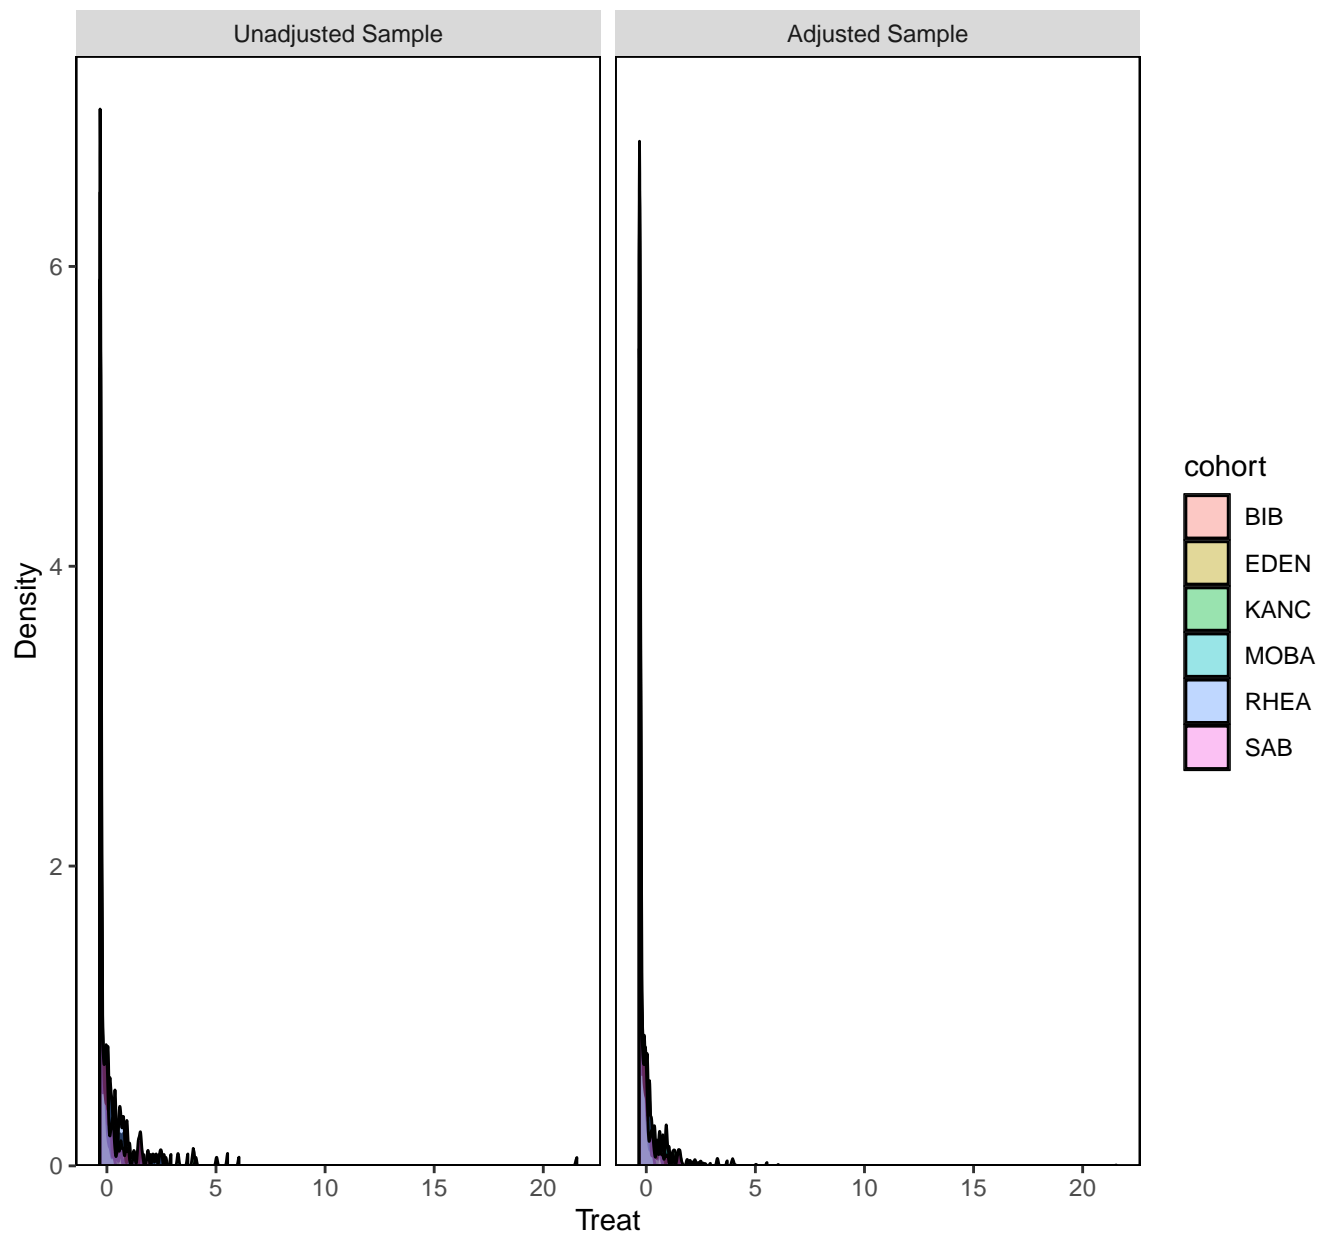 Unadjusted Sample
Adjusted Sample
Density
6
4
2
0
0 5 10 15 20
0 5 10 15 20
Treat
cohort
BIB
EDEN
KANC
MOBA
RHEA
SAB